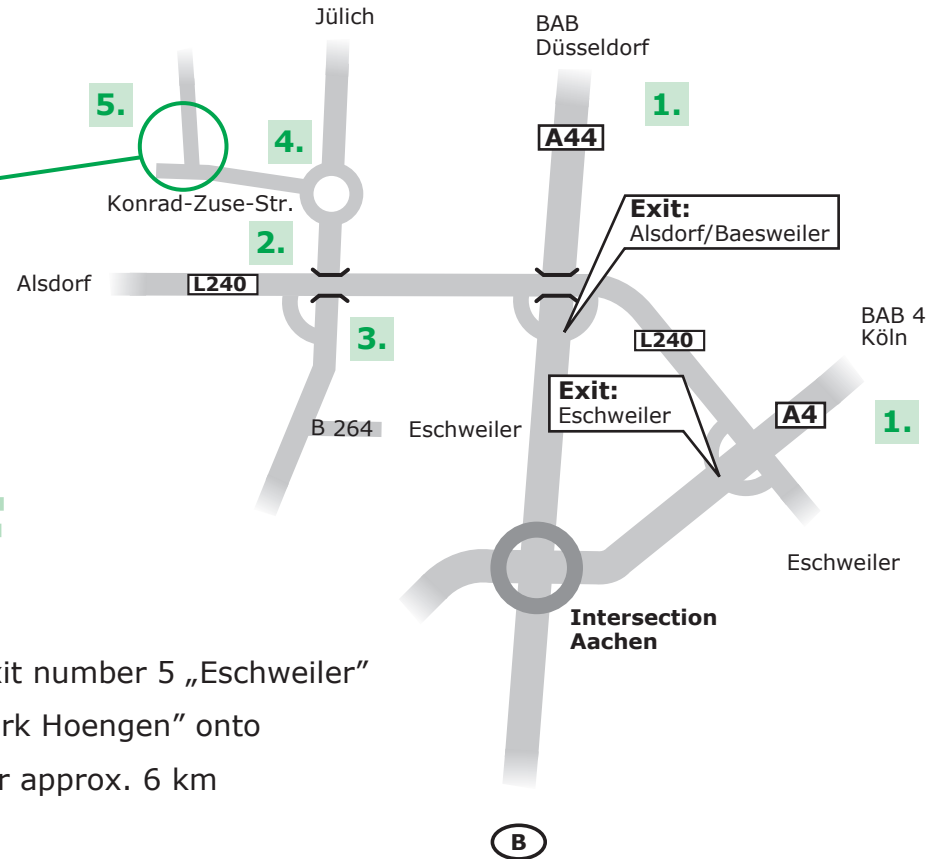 Jülich
BAB
Düsseldorf
5.
1.
A44
4.
Konrad-Zuse-Str.
Exit:
Alsdorf/Baesweiler
2.
Alsdorf
L240
BAB 4
Köln
3.
L240
Exit:
Eschweiler
A4
1.
B 264
Eschweiler
Eschweiler
Intersection
Aachen
xit number 5 „Eschweiler”
rk Hoengen” onto
r approx. 6 km
B